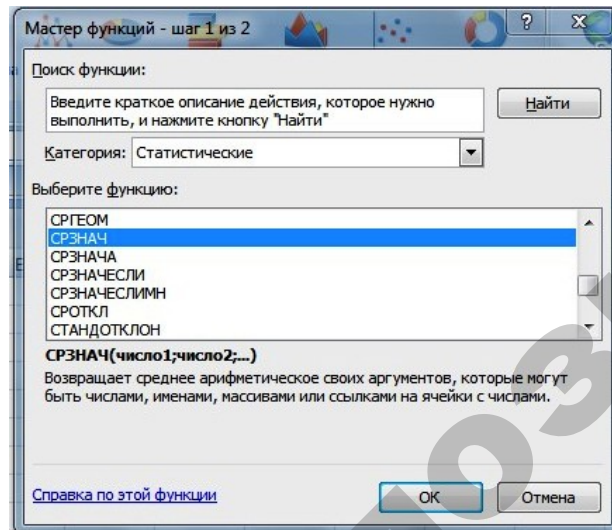 Мастер функций - шаг 1 из 2
Поиск функции:
Введите краткое описание действия, которое нужно
выполнить, и нажмите кнопку "Найти"
Найти
Категория: Статистические
Выберите функцию:
СРГЕОМ
СРЗНАЧ
СРЗНАЧА
СРЗНАЧЕСЛИ
СРЗНАЧЕСЛИМН
СРОТКЛ
СТАНДОТКЛОН
СРЗНАЧ(число1;число2;...)
Возвращает среднее арифметическое своих аргументов, которые могут
быть числами, именами, массивами или ссылками на ячейки с числами.
Справка по этой функции
ОК
Отмена